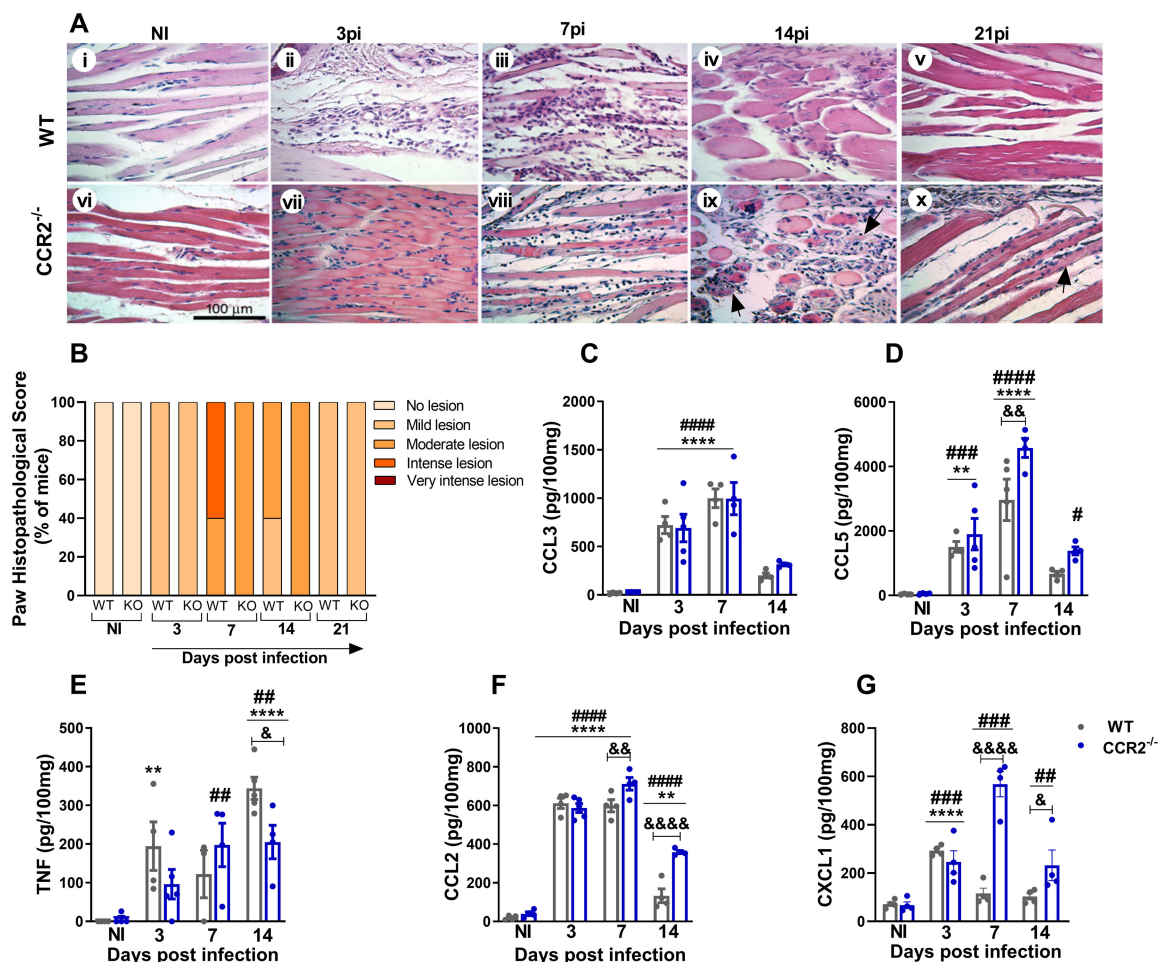 A
NI
3pi
7pi
14pi
21pi
WT
i
ii
iii
iv
v
CCR2-/-
vi
vii
viii
ix
x
100 µm
B
Paw Histopathological Score
(% of mice)
100
80
60
40
20
0
WT KO WT KO WT KO WT KO WT KO
NI 3 7 14 21
Days post infection
No lesion
Mild lesion
Moderate lesion
Intense lesion
Very intense lesion
C
CCL3 (pg/100mg)
2000
1500
1000
500
0
####
****
NI 3 7 14
Days post infection
D
CCL5 (pg/100mg)
6000
4000
2000
0
###
**
####
****
&&
#
NI 3 7 14
Days post infection
E
TNF (pg/100mg)
500
400
300
200
100
0
**
##
##
****
&
NI 3 7 14
Days post infection
F
CCL2 (pg/100mg)
1000
800
600
400
200
0
####
****
&&
####
**
&&&&
NI 3 7 14
Days post infection
G
CXCL1 (pg/100mg)
800
600
400
200
0
###
****
###
&&&&
##
&
NI 3 7 14
Days post infection
WT
CCR2-/-